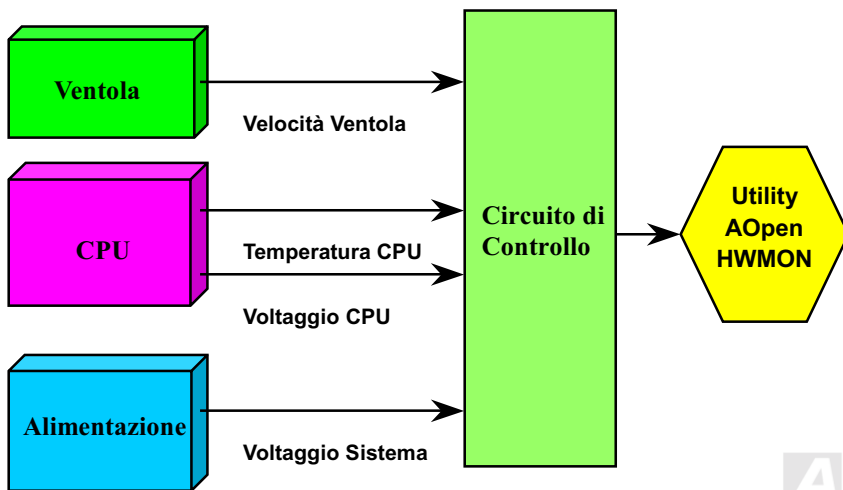 Ventola
Velocità Ventola
CPU
Temperatura CPU
Voltaggio CPU
Alimentazione
Voltaggio Sistema
Circuito di
Controllo
Utility
AOpen
HWMON
A